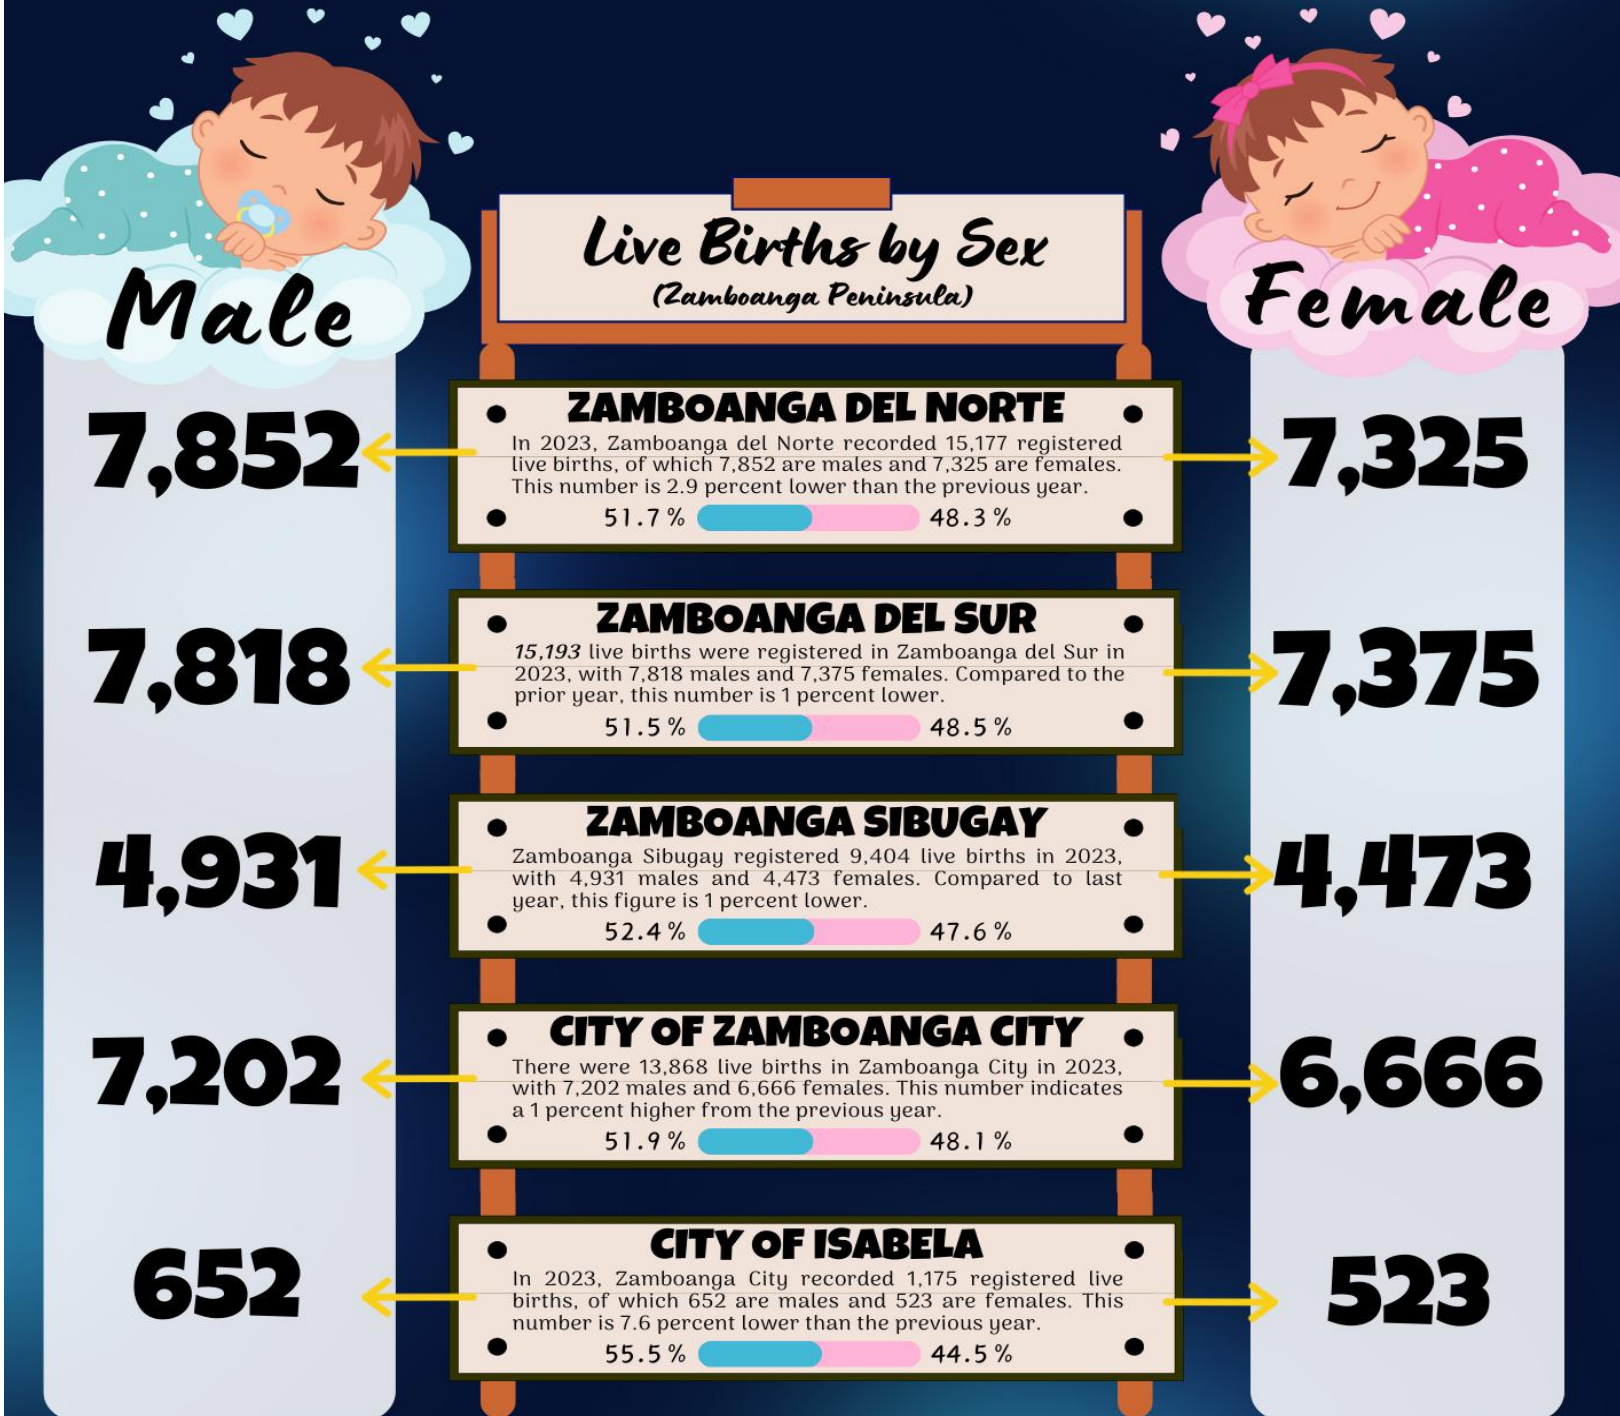 Live Births by Sex
(Zamboanga Peninsula)
Male
Female
ZAMBOANGA DEL NORTE
7,852
In 2023, Zamboanga del Norte recorded 15,177 registered
live births, of which 7,852 are males and 7,325 are females.
This number is 2.9 percent lower than the previous year.
51.7 %
48.3 %
7,325
ZAMBOANGA DEL SUR
7,818
15,193 live births were registered in Zamboanga del Sur in
2023, with 7,818 males and 7,375 females. Compared to the
prior year, this number is 1 percent lower.
51.5 %
48.5 %
7,375
ZAMBOANGA SIBUGAY
4,931
Zamboanga Sibugay registered 9,404 live births in 2023,
with 4,931 males and 4,473 females. Compared to last
year, this figure is 1 percent lower.
52.4 %
47.6 %
4,473
CITY OF ZAMBOANGA CITY
7,202
There were 13,868 live births in Zamboanga City in 2023,
with 7,202 males and 6,666 females. This number indicates
a 1 percent higher from the previous year.
51.9 %
48.1 %
6,666
CITY OF ISABELA
652
In 2023, Zamboanga City recorded 1,175 registered live
births, of which 652 are males and 523 are females. This
number is 7.6 percent lower than the previous year.
55.5 %
44.5 %
523